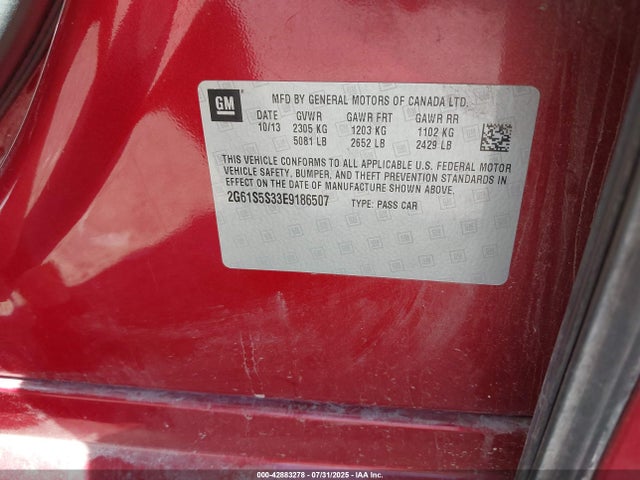 GM
MFD BY GENERAL MOTORS OF CANADA LTD.
DATE GVWR GAWR FRT GAWR RR
10/13 2305 KG 1203 KG 1102 KG
5081 LB 2652 LB 2429 LB
THIS VEHICLE CONFORMS TO ALL APPLICABLE U.S. FEDERAL MOTOR
VEHICLE SAFETY, BUMPER, AND THEFT PREVENTION STANDARDS IN
EFFECT ON THE DATE OF MANUFACTURE SHOWN ABOVE.
2G61S5S33E9186507 TYPE: PASS CAR
000-42883278 - 07/31/2025 - IAA Inc.